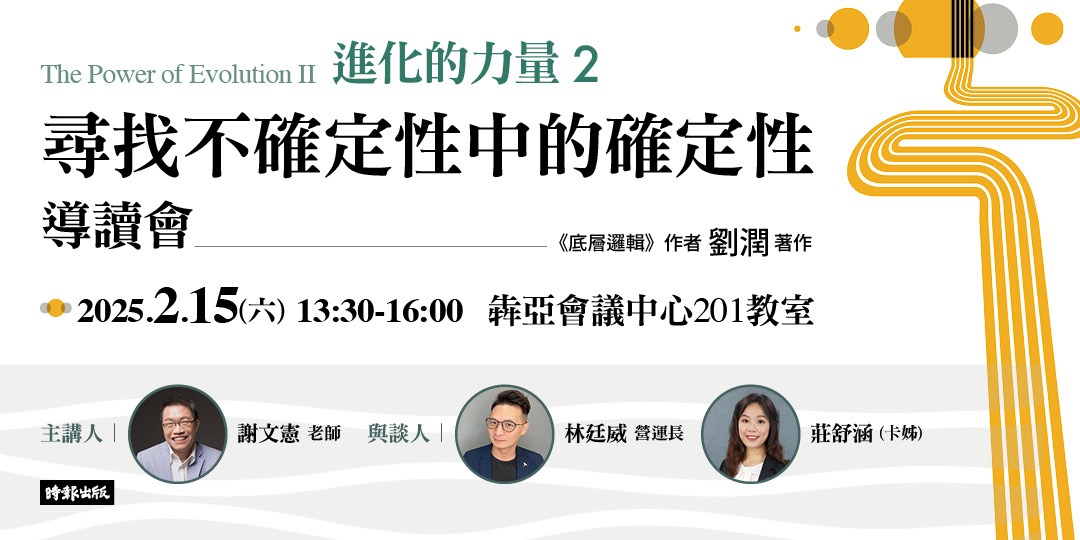 The Power of Evolution II 進化的力量 2
尋找不確定性中的確定性
導讀會
《底層邏輯》作者 劉潤 著作
2025.2.15(六) 13:30-16:00 犇亞會議中心201教室
主講人 謝文憲 老師 與談人 林廷威 營運長 莊舒涵(卡姊)
時報出版